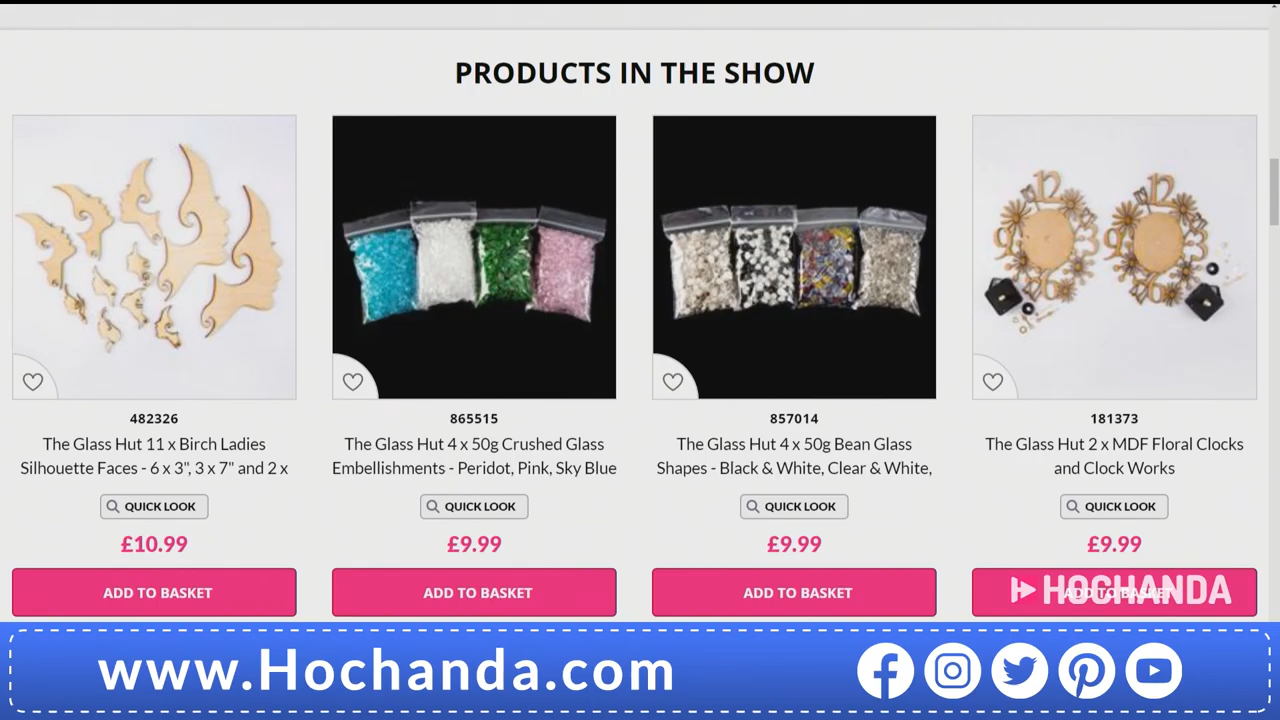 PRODUCTS IN THE SHOW
482326
The Glass Hut 11 x Birch Ladies
Silhouette Faces - 6 x 3", 3 x 7" and 2 x
QUICK LOOK
£10.99
ADD TO BASKET
865515
The Glass Hut 4 x 50g Crushed Glass
Embellishments - Peridot, Pink, Sky Blue
QUICK LOOK
£9.99
ADD TO BASKET
857014
The Glass Hut 4 x 50g Bean Glass
Shapes - Black & White, Clear & White,
QUICK LOOK
£9.99
ADD TO BASKET
181373
The Glass Hut 2 x MDF Floral Clocks
and Clock Works
QUICK LOOK
£9.99
ADD TO BASKET
HOCHANDA
www.Hochanda.com